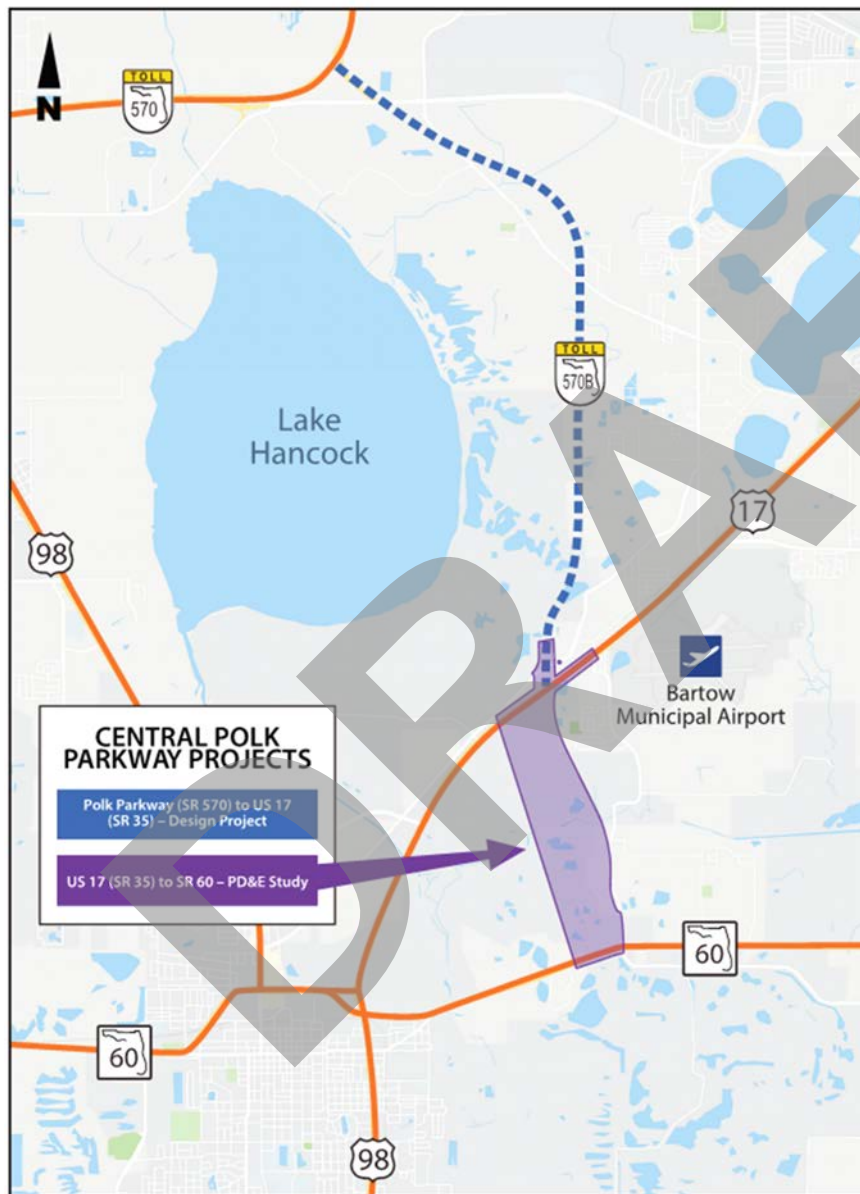 N
TOLL
570
TOLL
570B
Lake
Hancock
17
98
Bartow
Municipal Airport
CENTRAL POLK
PARKWAY PROJECTS
Polk Parkway (SR 570) to US 17
(SR 35) – Design Project
US 17 (SR 35) to SR 60 – PD&E Study
60
60
98
DRAFT